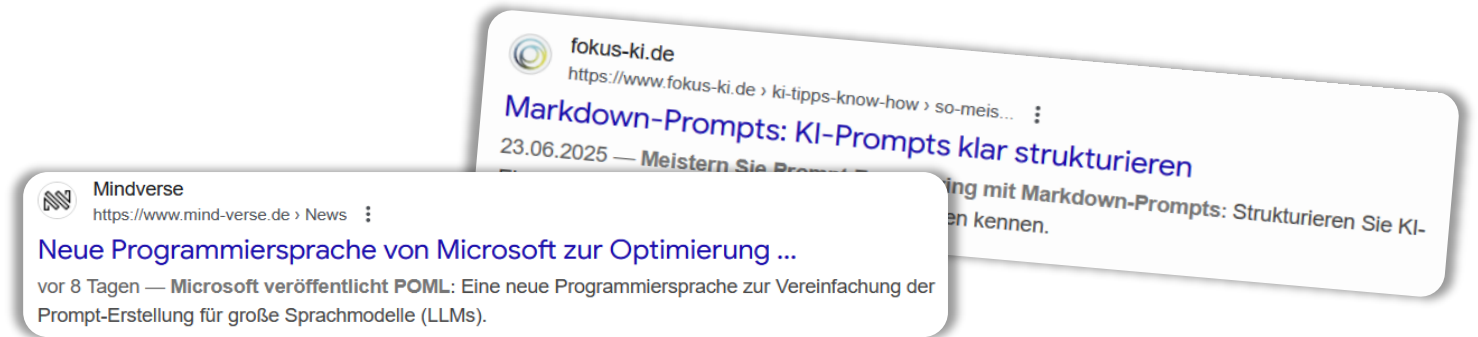 fokus-ki.de
https://www.fokus-ki.de › ki-tipps-know-how › so-meis...
Markdown-Prompts: KI-Prompts klar strukturieren
23.06.2025 — Meistern Sie Prompt ing mit Markdown-Prompts: Strukturieren Sie KI-
en kennen.
Mindverse
https://www.mind-verse.de › News
Neue Programmiersprache von Microsoft zur Optimierung ...
vor 8 Tagen — Microsoft veröffentlicht POML: Eine neue Programmiersprache zur Vereinfachung der
Prompt-Erstellung für große Sprachmodelle (LLMs).